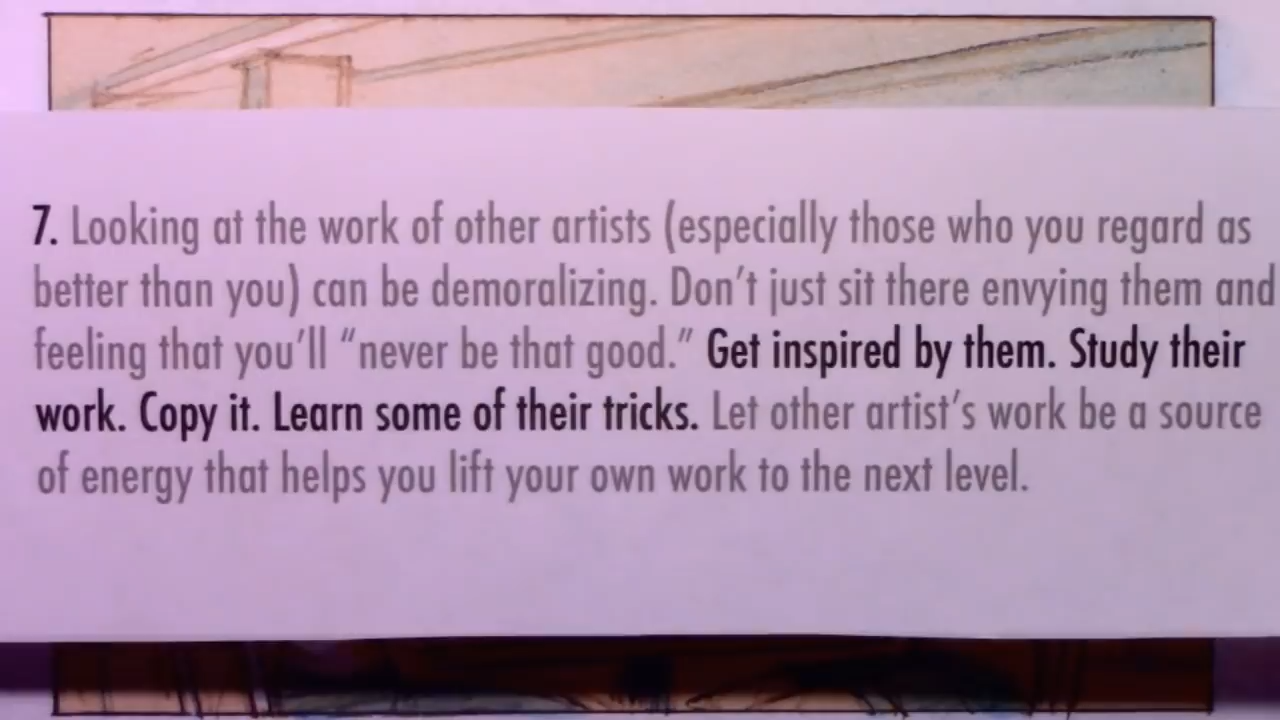 7. Looking at the work of other artists (especially those who you regard as
better than you) can be demoralizing. Don't just sit there envying them and
feeling that you'll “never be that good.” Get inspired by them. Study their
work. Copy it. Learn some of their tricks. Let other artist's work be a source
of energy that helps you lift your own work to the next level.